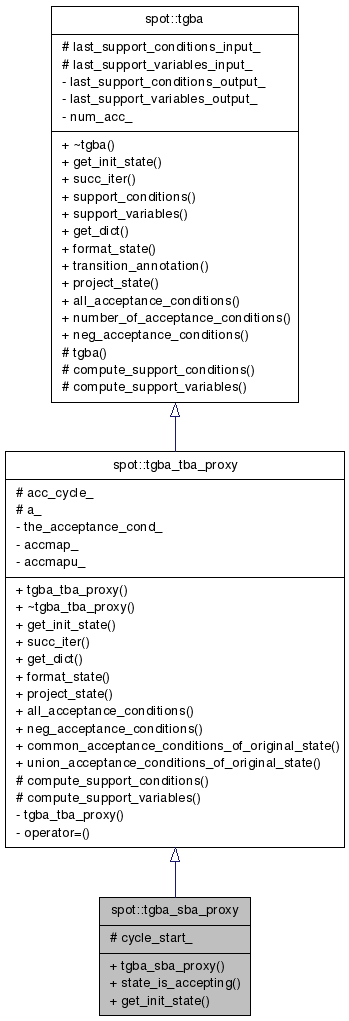 spot::tgba
# last_support_conditions_input_
# last_support_variables_input_
- last_support_conditions_output_
- last_support_variables_output_
- num_acc_
+ ~tgba()
+ get_init_state()
+ succ_iter()
+ support_conditions()
+ support_variables()
+ get_dict()
+ format_state()
+ transition_annotation()
+ project_state()
+ all_acceptance_conditions()
+ number_of_acceptance_conditions()
+ neg_acceptance_conditions()
# tgba()
# compute_support_conditions()
# compute_support_variables()
spot::tgba_tba_proxy
# acc_cycle_
# a_
- the_acceptance_cond_
- accmap_
- accmapu_
+ tgba_tba_proxy()
+ ~tgba_tba_proxy()
+ get_init_state()
+ succ_iter()
+ get_dict()
+ format_state()
+ project_state()
+ all_acceptance_conditions()
+ neg_acceptance_conditions()
+ common_acceptance_conditions_of_original_state()
+ union_acceptance_conditions_of_original_state()
# compute_support_conditions()
# compute_support_variables()
- tgba_tba_proxy()
- operator=()
spot::tgba_sba_proxy
# cycle_start_
+ tgba_sba_proxy()
+ state_is_accepting()
+ get_init_state()